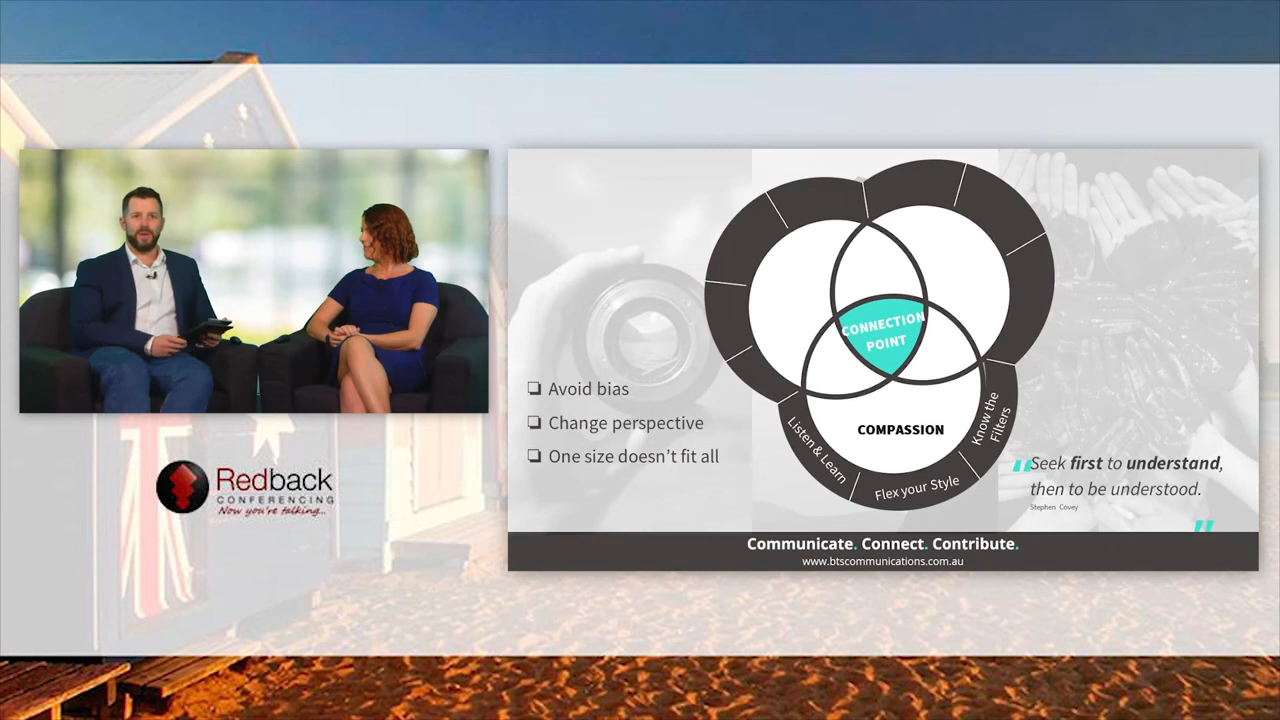 Redback
CONFERENCING
Now you're talking..
❏ Avoid bias
❏ Change perspective
❏ One size doesn't fit all
CONNECTION
POINT
COMPASSION
Listen & Learn
Flex your Style
Know the
Filters
"Seek first to understand,
then to be understood.
Stephen Covey
"
Communicate. Connect. Contribute.
www.btscommunications.com.au